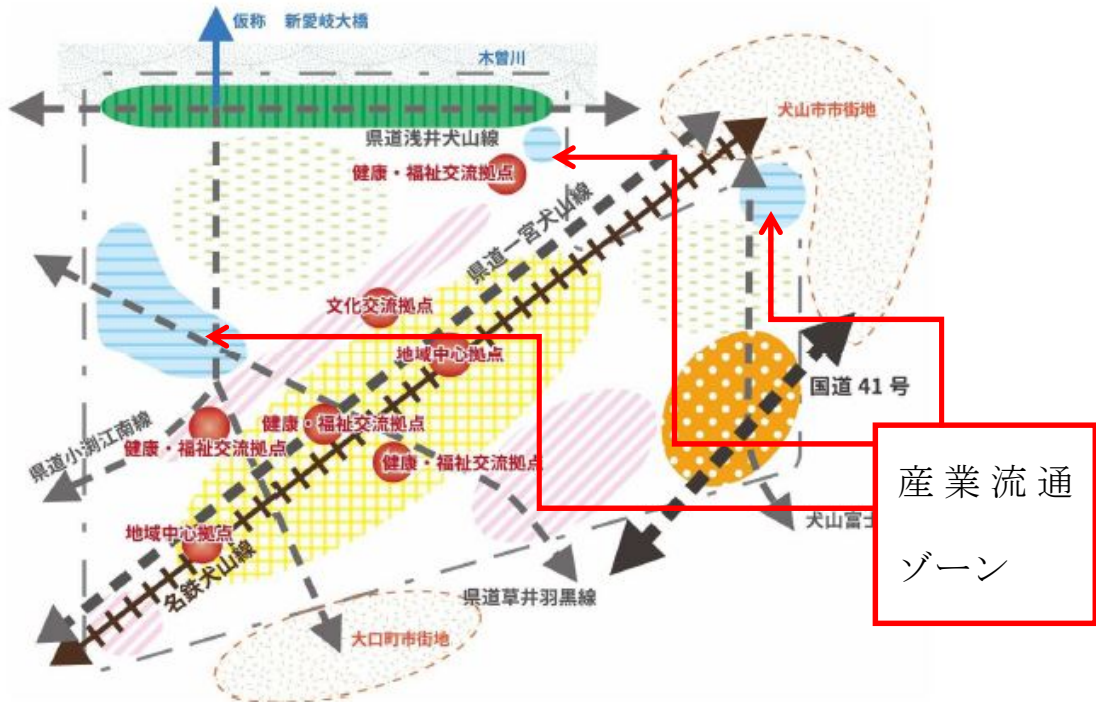 仮称 新愛岐大橋
木曽川
犬山市市街地
県道浅井犬山線
健康・福祉交流拠点
県道一宮犬山線
文化交流拠点
地域中心拠点
国道 41 号
健康・福祉交流拠点
健康・福祉交流拠点
県道小渕江南線
健康・福祉交流拠点
産業流通
ゾーン
犬山富士
地域中心拠点
名鉄犬山線
県道草井羽黒線
大口町市街地